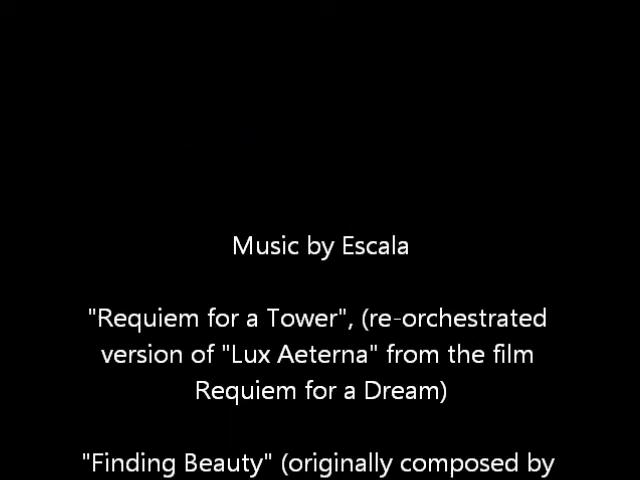 Music by Escala
"Requiem for a Tower", (re-orchestrated
version of "Lux Aeterna" from the film
Requiem for a Dream)
"Finding Beauty" (originally composed by